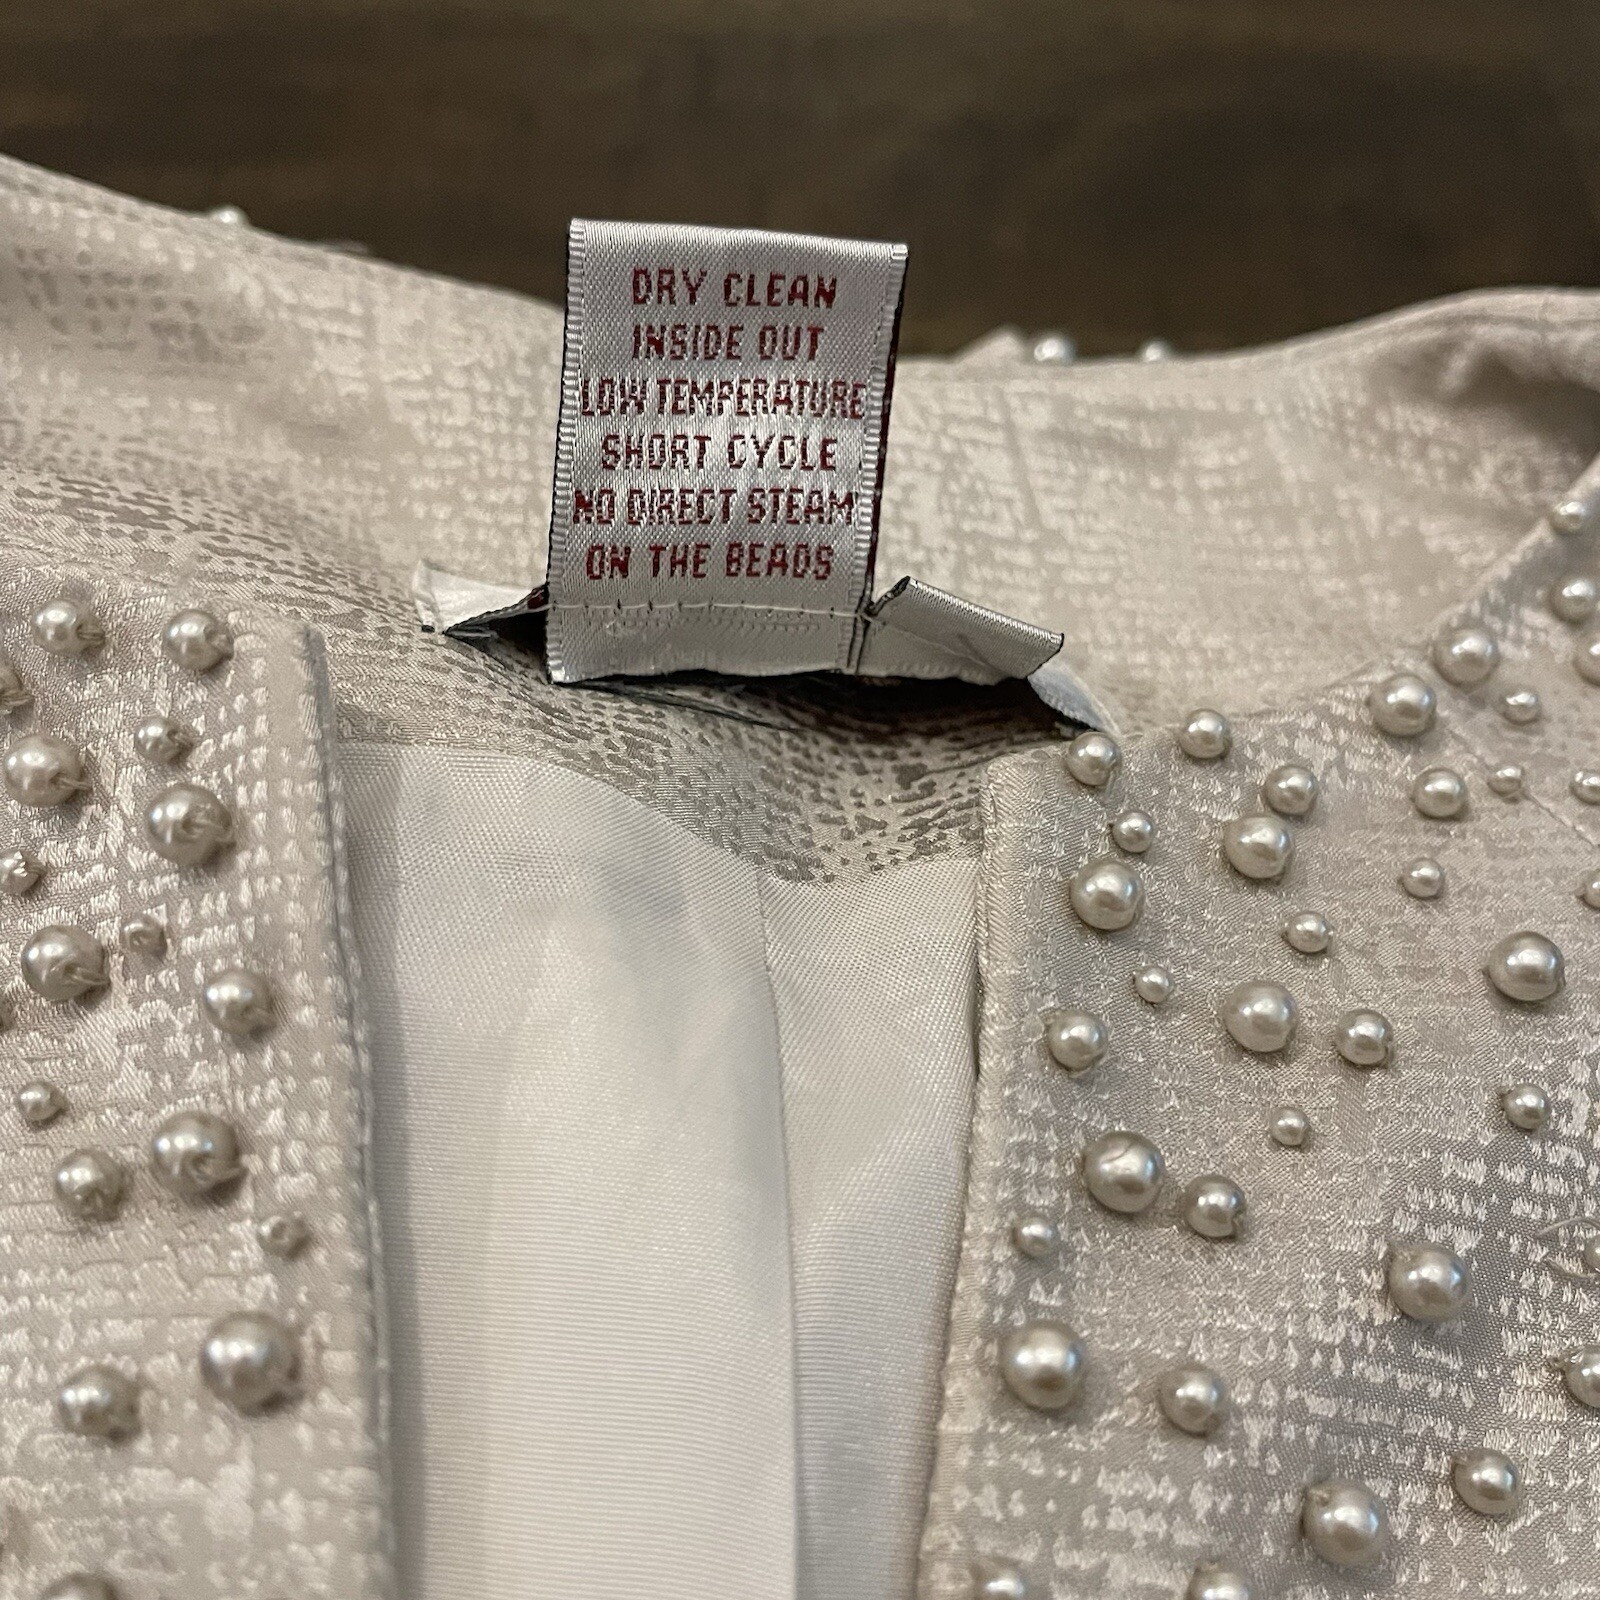 DRY CLEAN
INSIDE OUT
LOW TEMPERATURE
SHORT CYCLE
NO DIRECT STEAM
ON THE BEADS